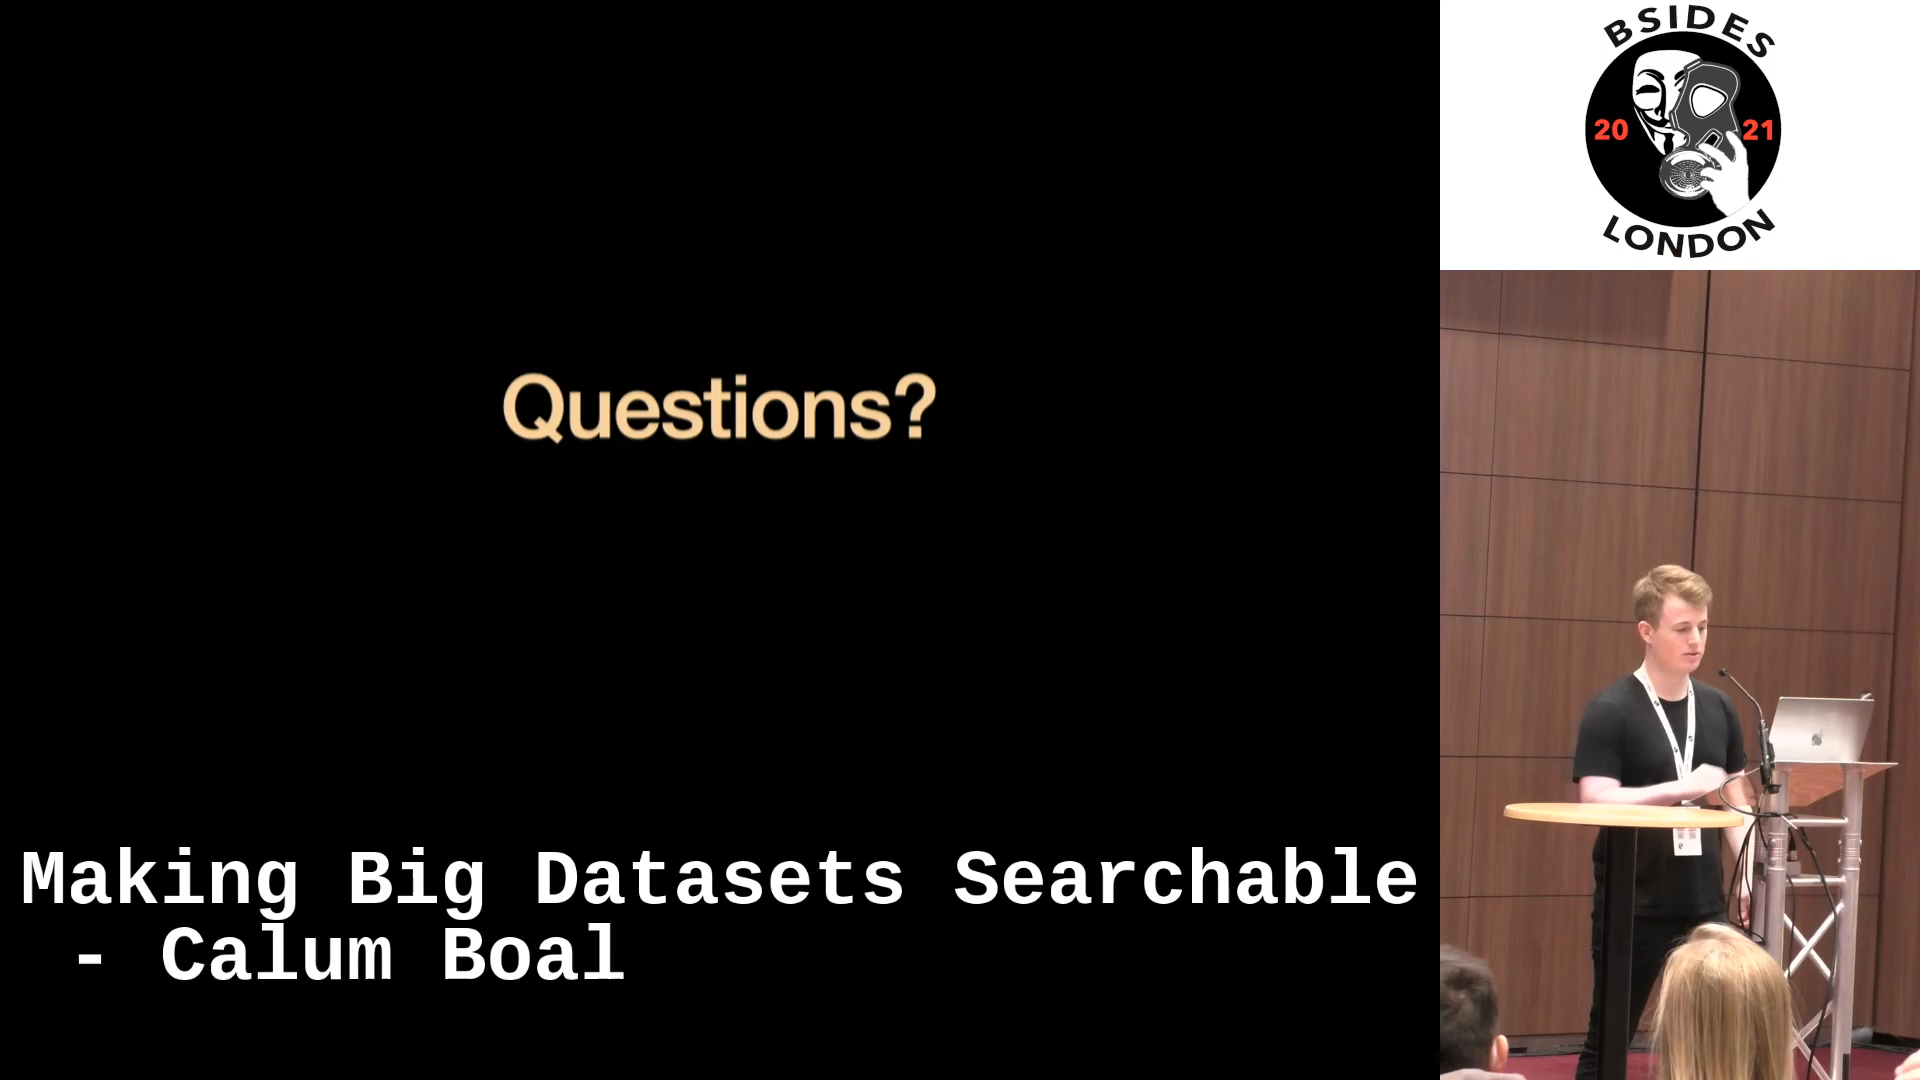 BSIDES
20 21
LONDON
Questions?
Making Big Datasets Searchable
- Calum Boal